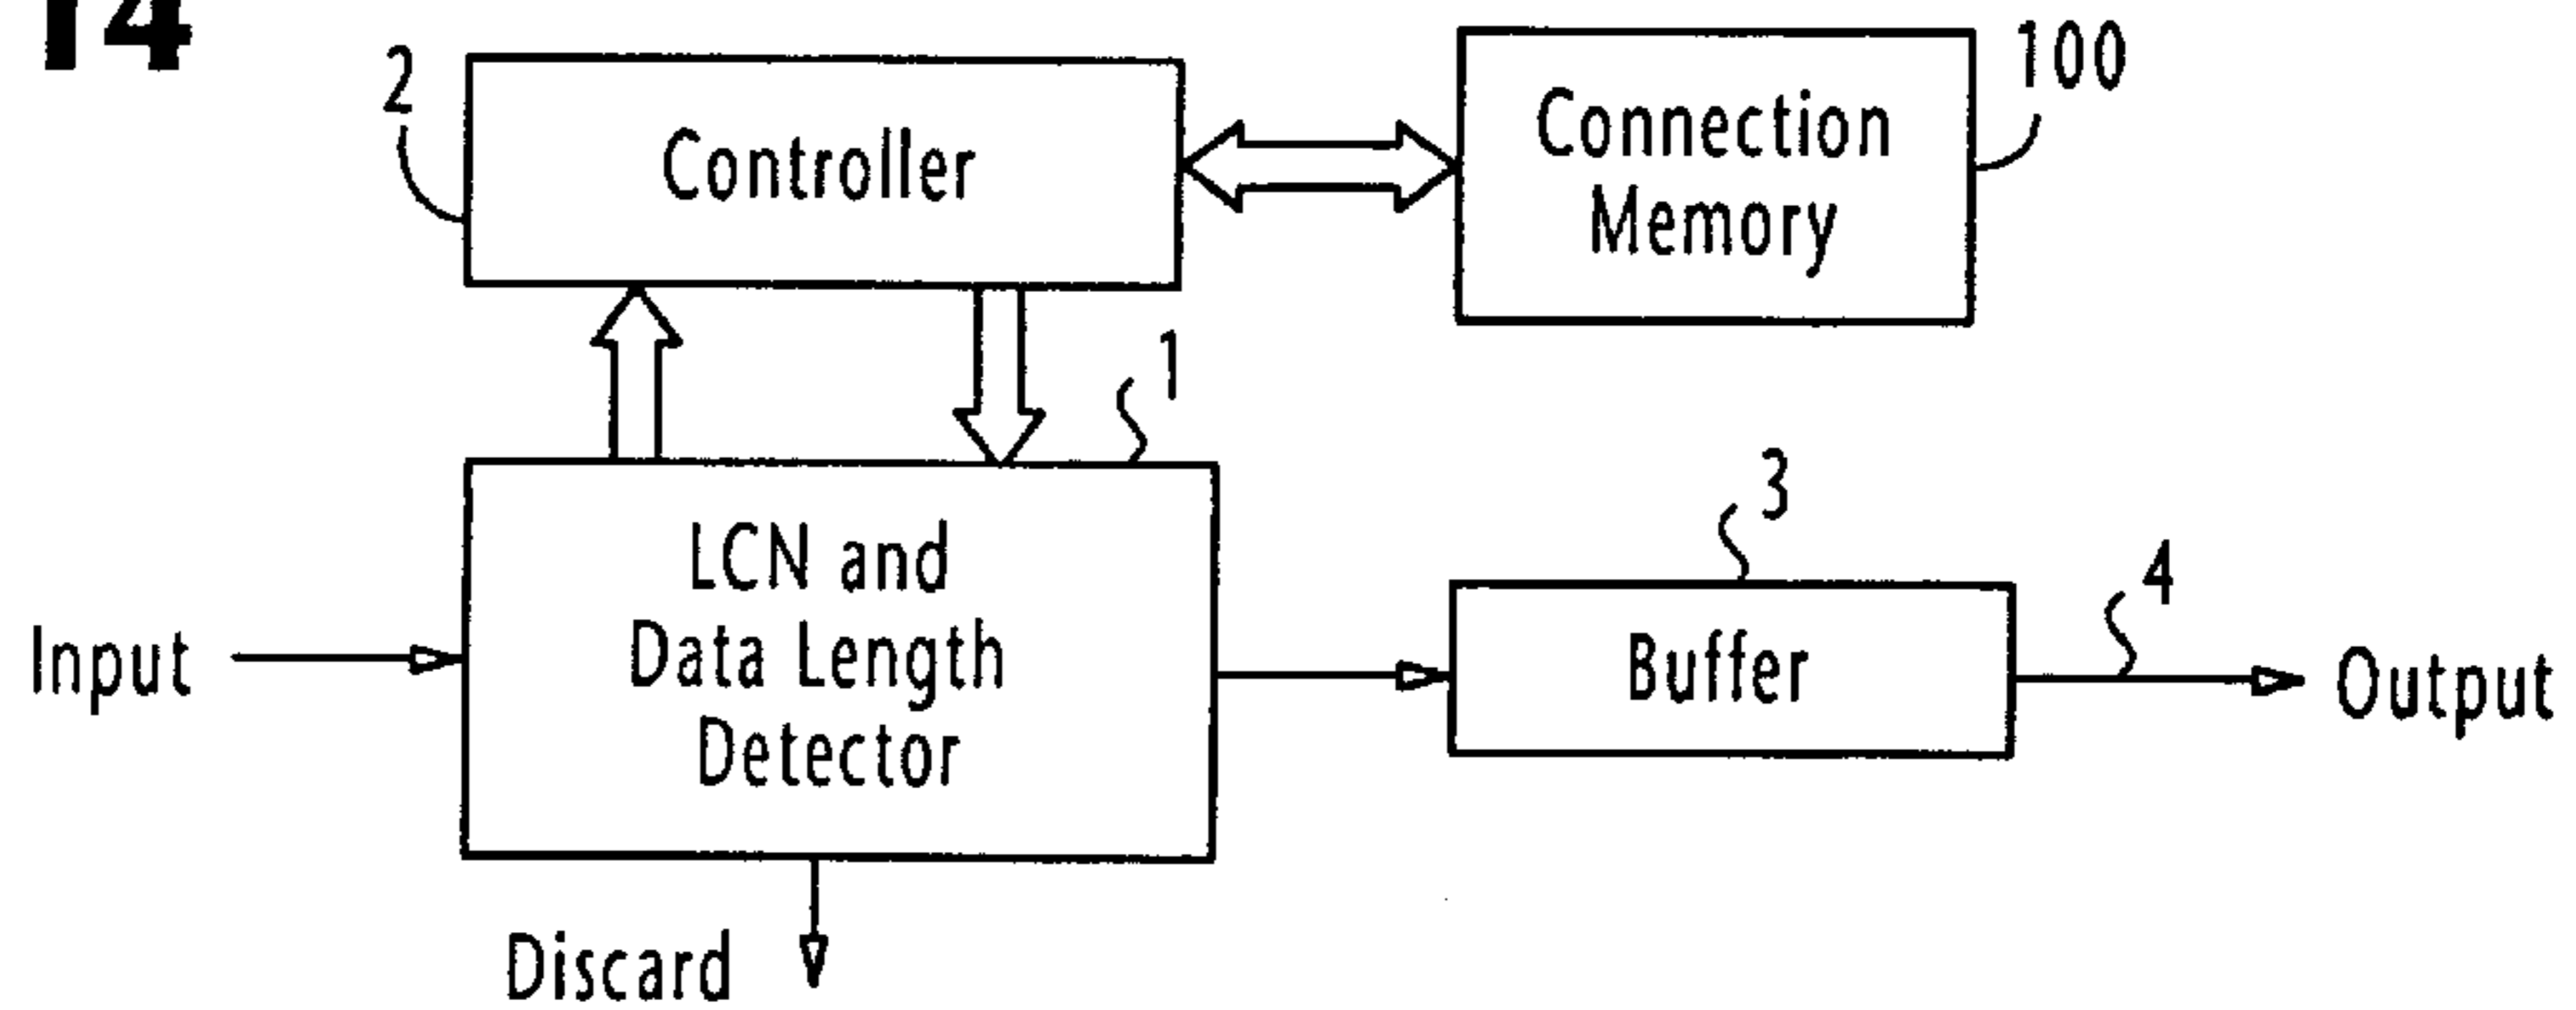 14
2
Controller
Connection
Memory
100
1
LCN and
Data Length
Detector
3
Buffer
4
Input
Output
Discard